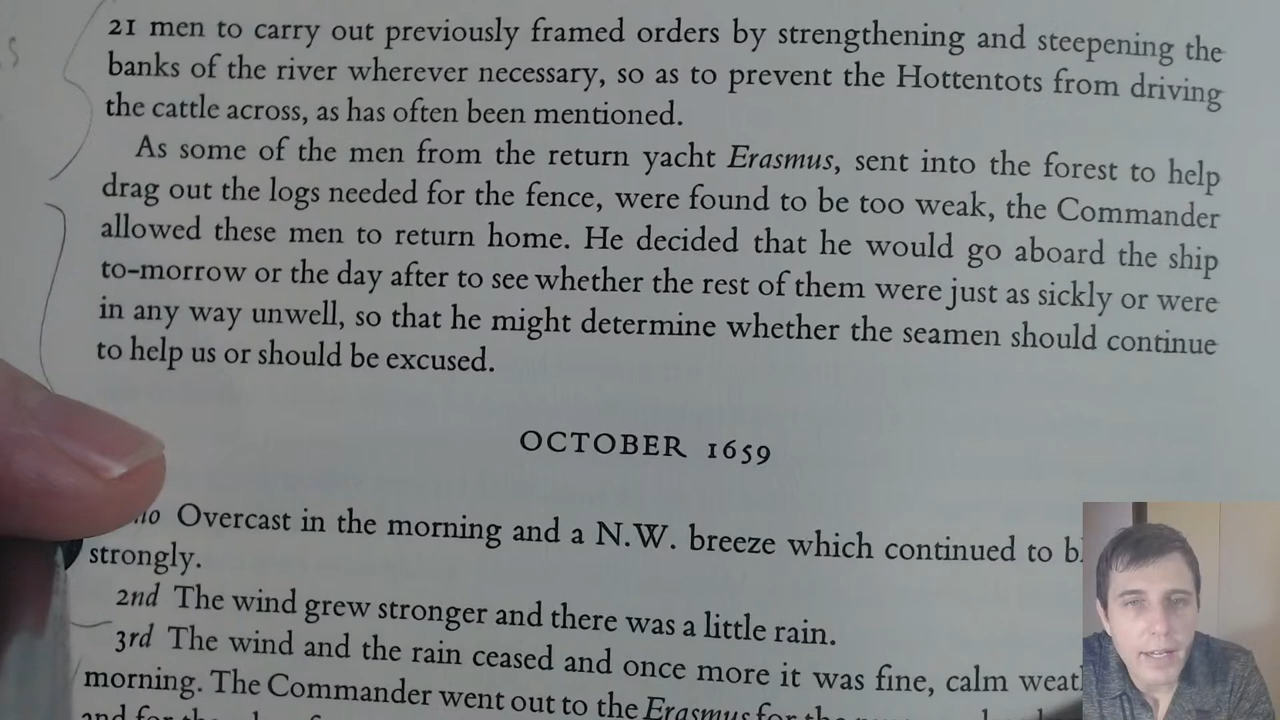 21 men to carry out previously framed orders by strengthening and steepening the
banks of the river wherever necessary, so as to prevent the Hottentots from driving
the cattle across, as has often been mentioned.
As some of the men from the return yacht Erasmus, sent into the forest to help
drag out the logs needed for the fence, were found to be too weak, the Commander
allowed these men to return home. He decided that he would go aboard the ship
to-morrow or the day after to see whether the rest of them were just as sickly or were
in any way unwell, so that he might determine whether the seamen should continue
to help us or should be excused.
OCTOBER 1659
Overcast in the morning and a N.W. breeze which continued to
strongly.
2nd The wind grew stronger and there was a little rain.
3rd The wind and the rain ceased and once more it was fine, calm
morning. The Commander went out to the Erasmus for the